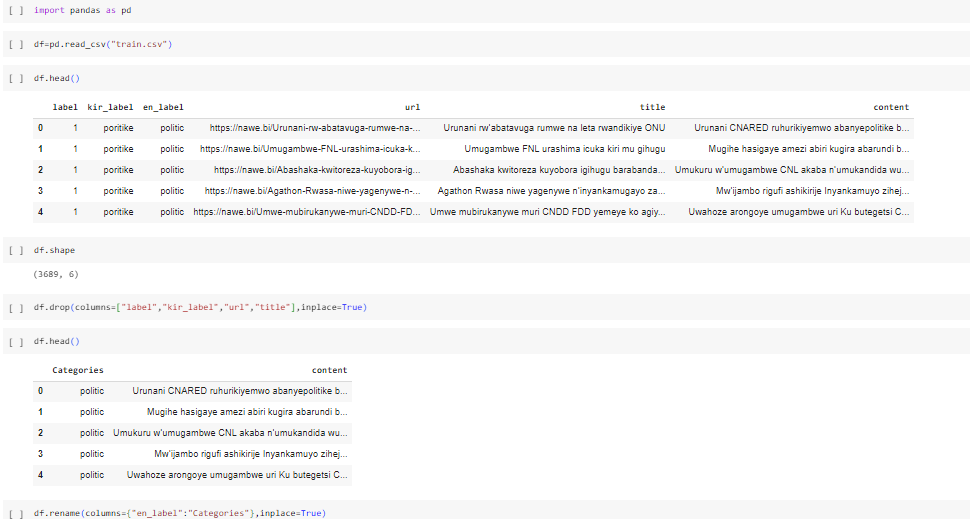 [ ] import pandas as pd
[ ] df=pd.read_csv("train.csv")
[ ] df.head()
label kir_label en_label url title content
0 1 poritike politic https://nawe.bi/Urunani-rw-abatavuga-rumwe-na-... Urunani rw'abatavuga rumwe na leta rwandikiye ONU Urunani CNARED ruhurikiyemwo abanyepolitike b...
1 1 poritike politic https://nawe.bi/Umugambwe-FNL-urashima-icuka-k... Umugambwe FNL urashima icuka kiri mu gihugu Mugihe hasigaye amezi abiri kugira abarundi b...
2 1 poritike politic https://nawe.bi/Abashaka-kwitoreza-kuyobora-ig... Abashaka kwitoreza kuyobora igihugu barabanda... Umukuru w'umugambwe CNL akaba n'umukandida wu...
3 1 poritike politic https://nawe.bi/Agathon-Rwasa-niwe-yagenywe-n-... Agathon Rwasa niwe yagenywe n'inyankamugayo za... Mw'ijambo rigufi ashikirije Inyankamuyo zihej...
4 1 poritike politic https://nawe.bi/Umwe-mubirukanywe-muri-CNDD-FD... Umwe mubirukanywe muri CNDD FDD yemeye ko agiy... Uwahoze arongoye umugambwe uri Ku butegetsi C...
[ ] df.shape
(3689, 6)
[ ] df.drop(columns=["label","kir_label","url","title"],inplace=True)
[ ] df.head()
Categories content
0 politic Urunani CNARED ruhurikiyemwo abanyepolitike b...
1 politic Mugihe hasigaye amezi abiri kugira abarundi b...
2 politic Umukuru w'umugambwe CNL akaba n'umukandida wu...
3 politic Mw'ijambo rigufi ashikirije Inyankamuyo zihej...
4 politic Uwahoze arongoye umugambwe uri Ku butegetsi C...
[ ] df.rename(columns={"en_label":"Categories"},inplace=True)